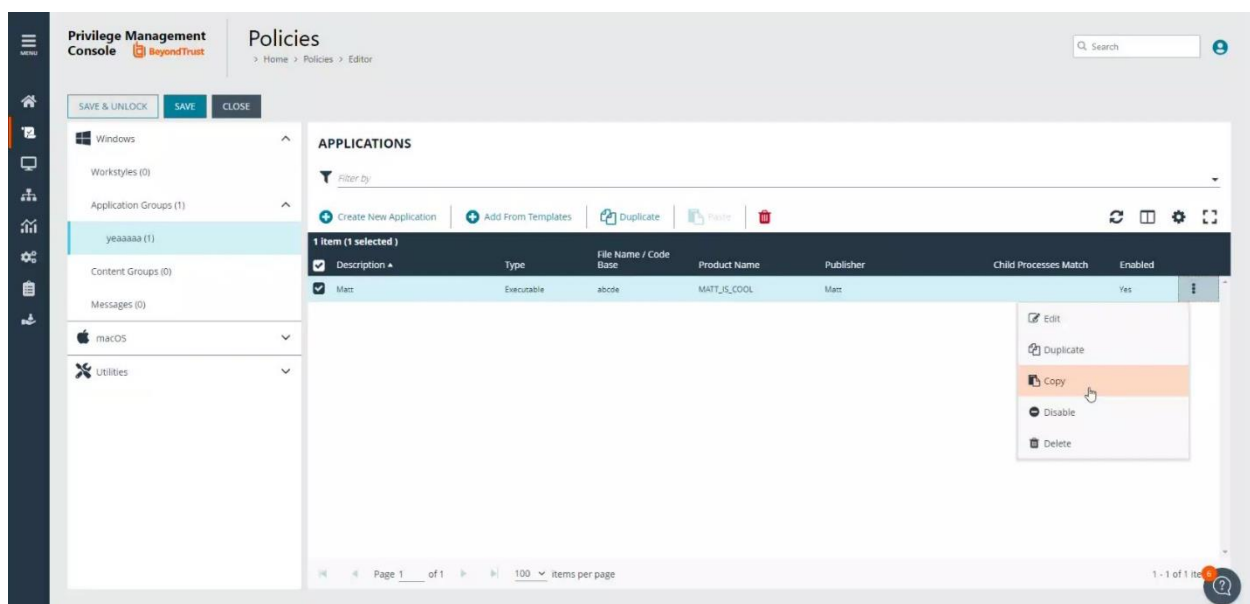 MENU
Privilege Management
Console BeyondTrust
Policies
> Home > Policies > Editor
Search
SAVE & UNLOCK SAVE CLOSE
Windows
Workstyles (0)
Application Groups (1)
yeaaaaa (1)
Content Groups (0)
Messages (0)
macOS
Utilities
APPLICATIONS
Filter by
Create New Application Add From Templates Duplicate Paste
1 item (1 selected )
Description Type File Name / Code Base Product Name Publisher Child Processes Match Enabled
Matt Executable abcde MATT_IS_COOL Matt Yes
Edit
Duplicate
Copy
Disable
Delete
Page 1 of 1 100 items per page
1 - 1 of 1 ite
6